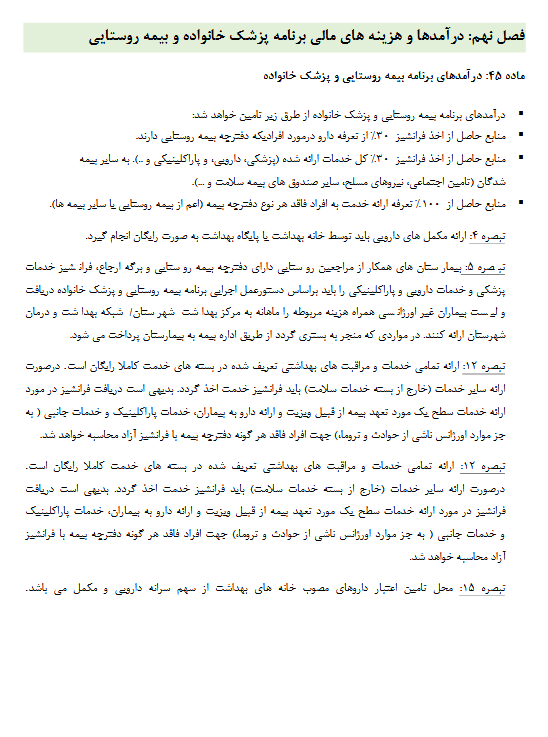 فصل نهم: درآمدها و هزینه های مالی برنامه پزشک خانواده و بیمه روستایی
ماده ۴۵: درآمدهای برنامه بیمه روستایی و پزشک خانواده
▪ درآمدهای برنامه بیمه روستایی و پزشک خانواده از طرق زیر تامین خواهد شد:
▪ منابع حاصل از اخذ فرانشیز ۳۰٪ از تعرفه دارو درمورد افرادیکه دفترچه بیمه روستایی دارند.
▪ منابع حاصل از اخذ فرانشیز ۳۰٪ کل خدمات ارائه شده (پزشکی، دارویی، و پاراکلینیکی و ..). به سایر بیمه
شدگان (تامین اجتماعی، نیروهای مسلح، سایر صندوق های بیمه سلامت و ...).
▪ منابع حاصل از ۱۰۰٪ تعرفه ارائه خدمت به افراد فاقد هر نوع دفترچه بیمه (اعم از بیمه روستایی یا سایر بیمه ها).
تبصره ۴: ارائه مکمل های دارویی باید توسط خانه بهداشت یا پایگاه بهداشت به صورت رایگان انجام گیرد.
تبصره ۵: بیمارستان های همکار از مراجعین روستایی دارای دفترچه بیمه روستایی و برگه ارجاع، فرانشیز خدمات
پزشکی و خدمات دارویی و پاراکلینیکی را باید براساس دستورعمل اجرایی برنامه بیمه روستایی و پزشک خانواده دریافت
و لیست بیماران غیر اورژانسی همراه هزینه مربوطه را ماهانه به مرکز بهداشت شهرستان/ شبکه بهداشت و درمان
شهرستان ارائه کنند. در مواردی که منجر به بستری گردد از طریق اداره بیمه به بیمارستان پرداخت می شود.
تبصره ۱۲: ارائه تمامی خدمات و مراقبت های بهداشتی تعریف شده در بسته های خدمت کاملا رایگان است. درصورت
ارائه سایر خدمات (خارج از بسته خدمات سلامت) باید فرانشیز خدمت اخذ گردد. بدیهی است دریافت فرانشیز در مورد
ارائه خدمات سطح یک مورد تعهد بیمه از قبیل ویزیت و ارائه دارو به بیماران، خدمات پاراکلینیک و خدمات جانبی ( به
جز موارد اورژانس ناشی از حوادث و تروما،) جهت افراد فاقد هر گونه دفترچه بیمه با فرانشیز آزاد محاسبه خواهد شد.
تبصره ۱۲: ارائه تمامی خدمات و مراقبت های بهداشتی تعریف شده در بسته های خدمت کاملا رایگان است.
درصورت ارائه سایر خدمات (خارج از بسته خدمات سلامت) باید فرانشیز خدمت اخذ گردد. بدیهی است دریافت
فرانشیز در مورد ارائه خدمات سطح یک مورد تعهد بیمه از قبیل ویزیت و ارائه دارو به بیماران، خدمات پاراکلینیک
و خدمات جانبی ( به جز موارد اورژانس ناشی از حوادث و تروما،) جهت افراد فاقد هر گونه دفترچه بیمه با فرانشیز
آزاد محاسبه خواهد شد.
تبصره ۱۵: محل تامین اعتبار داروهای مصوب خانه های بهداشت از سهم سرانه دارویی و مکمل می باشد.